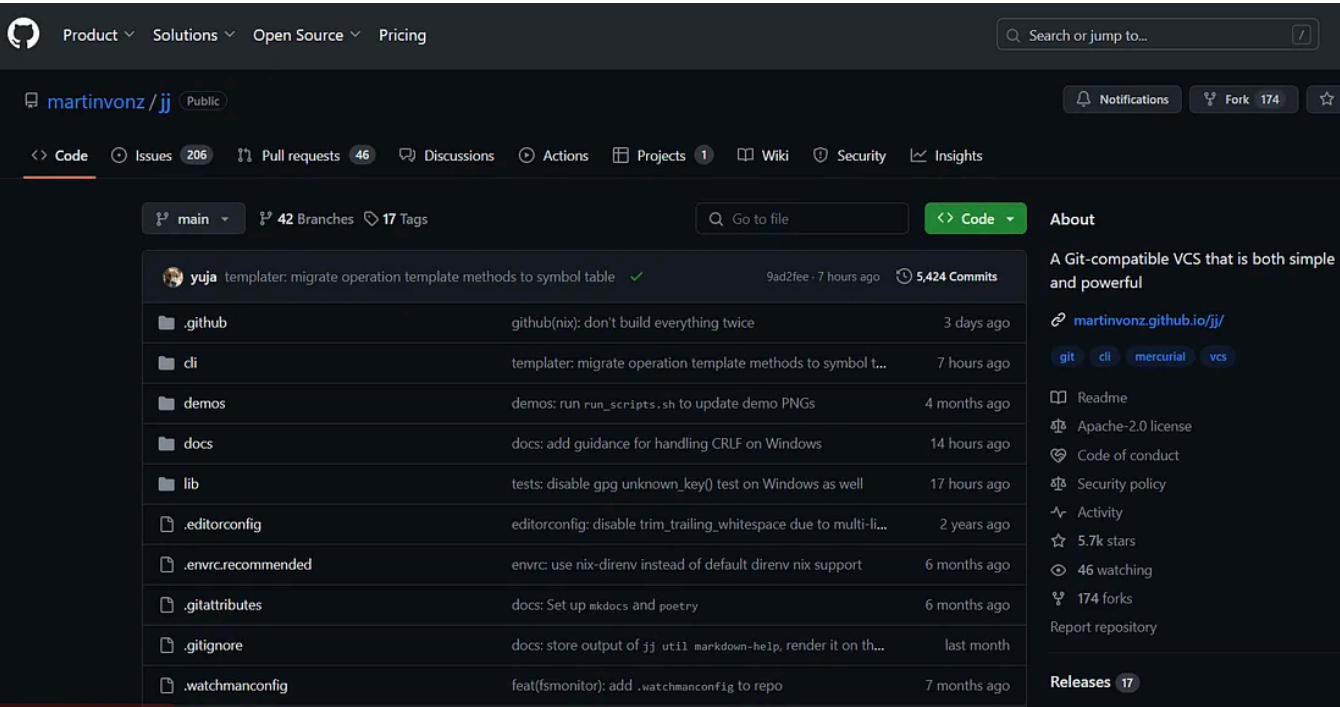 Product Solutions Open Source Pricing Search or jump to... /
martinvonz / jj Public Notifications Fork 174
Code Issues 206 Pull requests 46 Discussions Actions Projects 1 Wiki Security Insights
main 42 Branches 17 Tags Go to file Code
yuja templater: migrate operation template methods to symbol table 9ad2fee · 7 hours ago 5,424 Commits
.github github(nix): don't build everything twice 3 days ago
cli templater: migrate operation template methods to symbol t... 7 hours ago
demos demos: run run_scripts.sh to update demo PNGs 4 months ago
docs docs: add guidance for handling CRLF on Windows 14 hours ago
lib tests: disable gpg unknown_key() test on Windows as well 17 hours ago
.editorconfig editorconfig: disable trim_trailing_whitespace due to multi-li... 2 years ago
.envrc.recommended envrc: use nix-direnv instead of default direnv nix support 6 months ago
.gitattributes docs: Set up mkdocs and poetry 6 months ago
.gitignore docs: store output of jj util markdown-help, render it on th... last month
.watchmanconfig feat(fsmonitor): add .watchmanconfig to repo 7 months ago
About
A Git-compatible VCS that is both simple
and powerful
martinvonz.github.io/jj/
git cli mercurial vcs
Readme
Apache-2.0 license
Code of conduct
Security policy
Activity
5.7k stars
46 watching
174 forks
Report repository
Releases 17